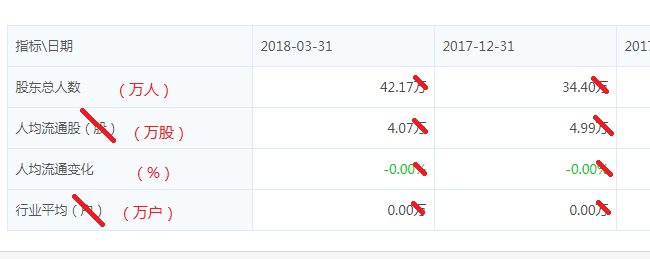 指标\日期 2018-03-31 2017-12-31 2017
股东总人数 （万人） 42.17万 34.40万
人均流通股（股） （万股） 4.07万 4.99万
人均流通变化 （%） -0.00% -0.00%
行业平均（户） （万户） 0.00万 0.00万